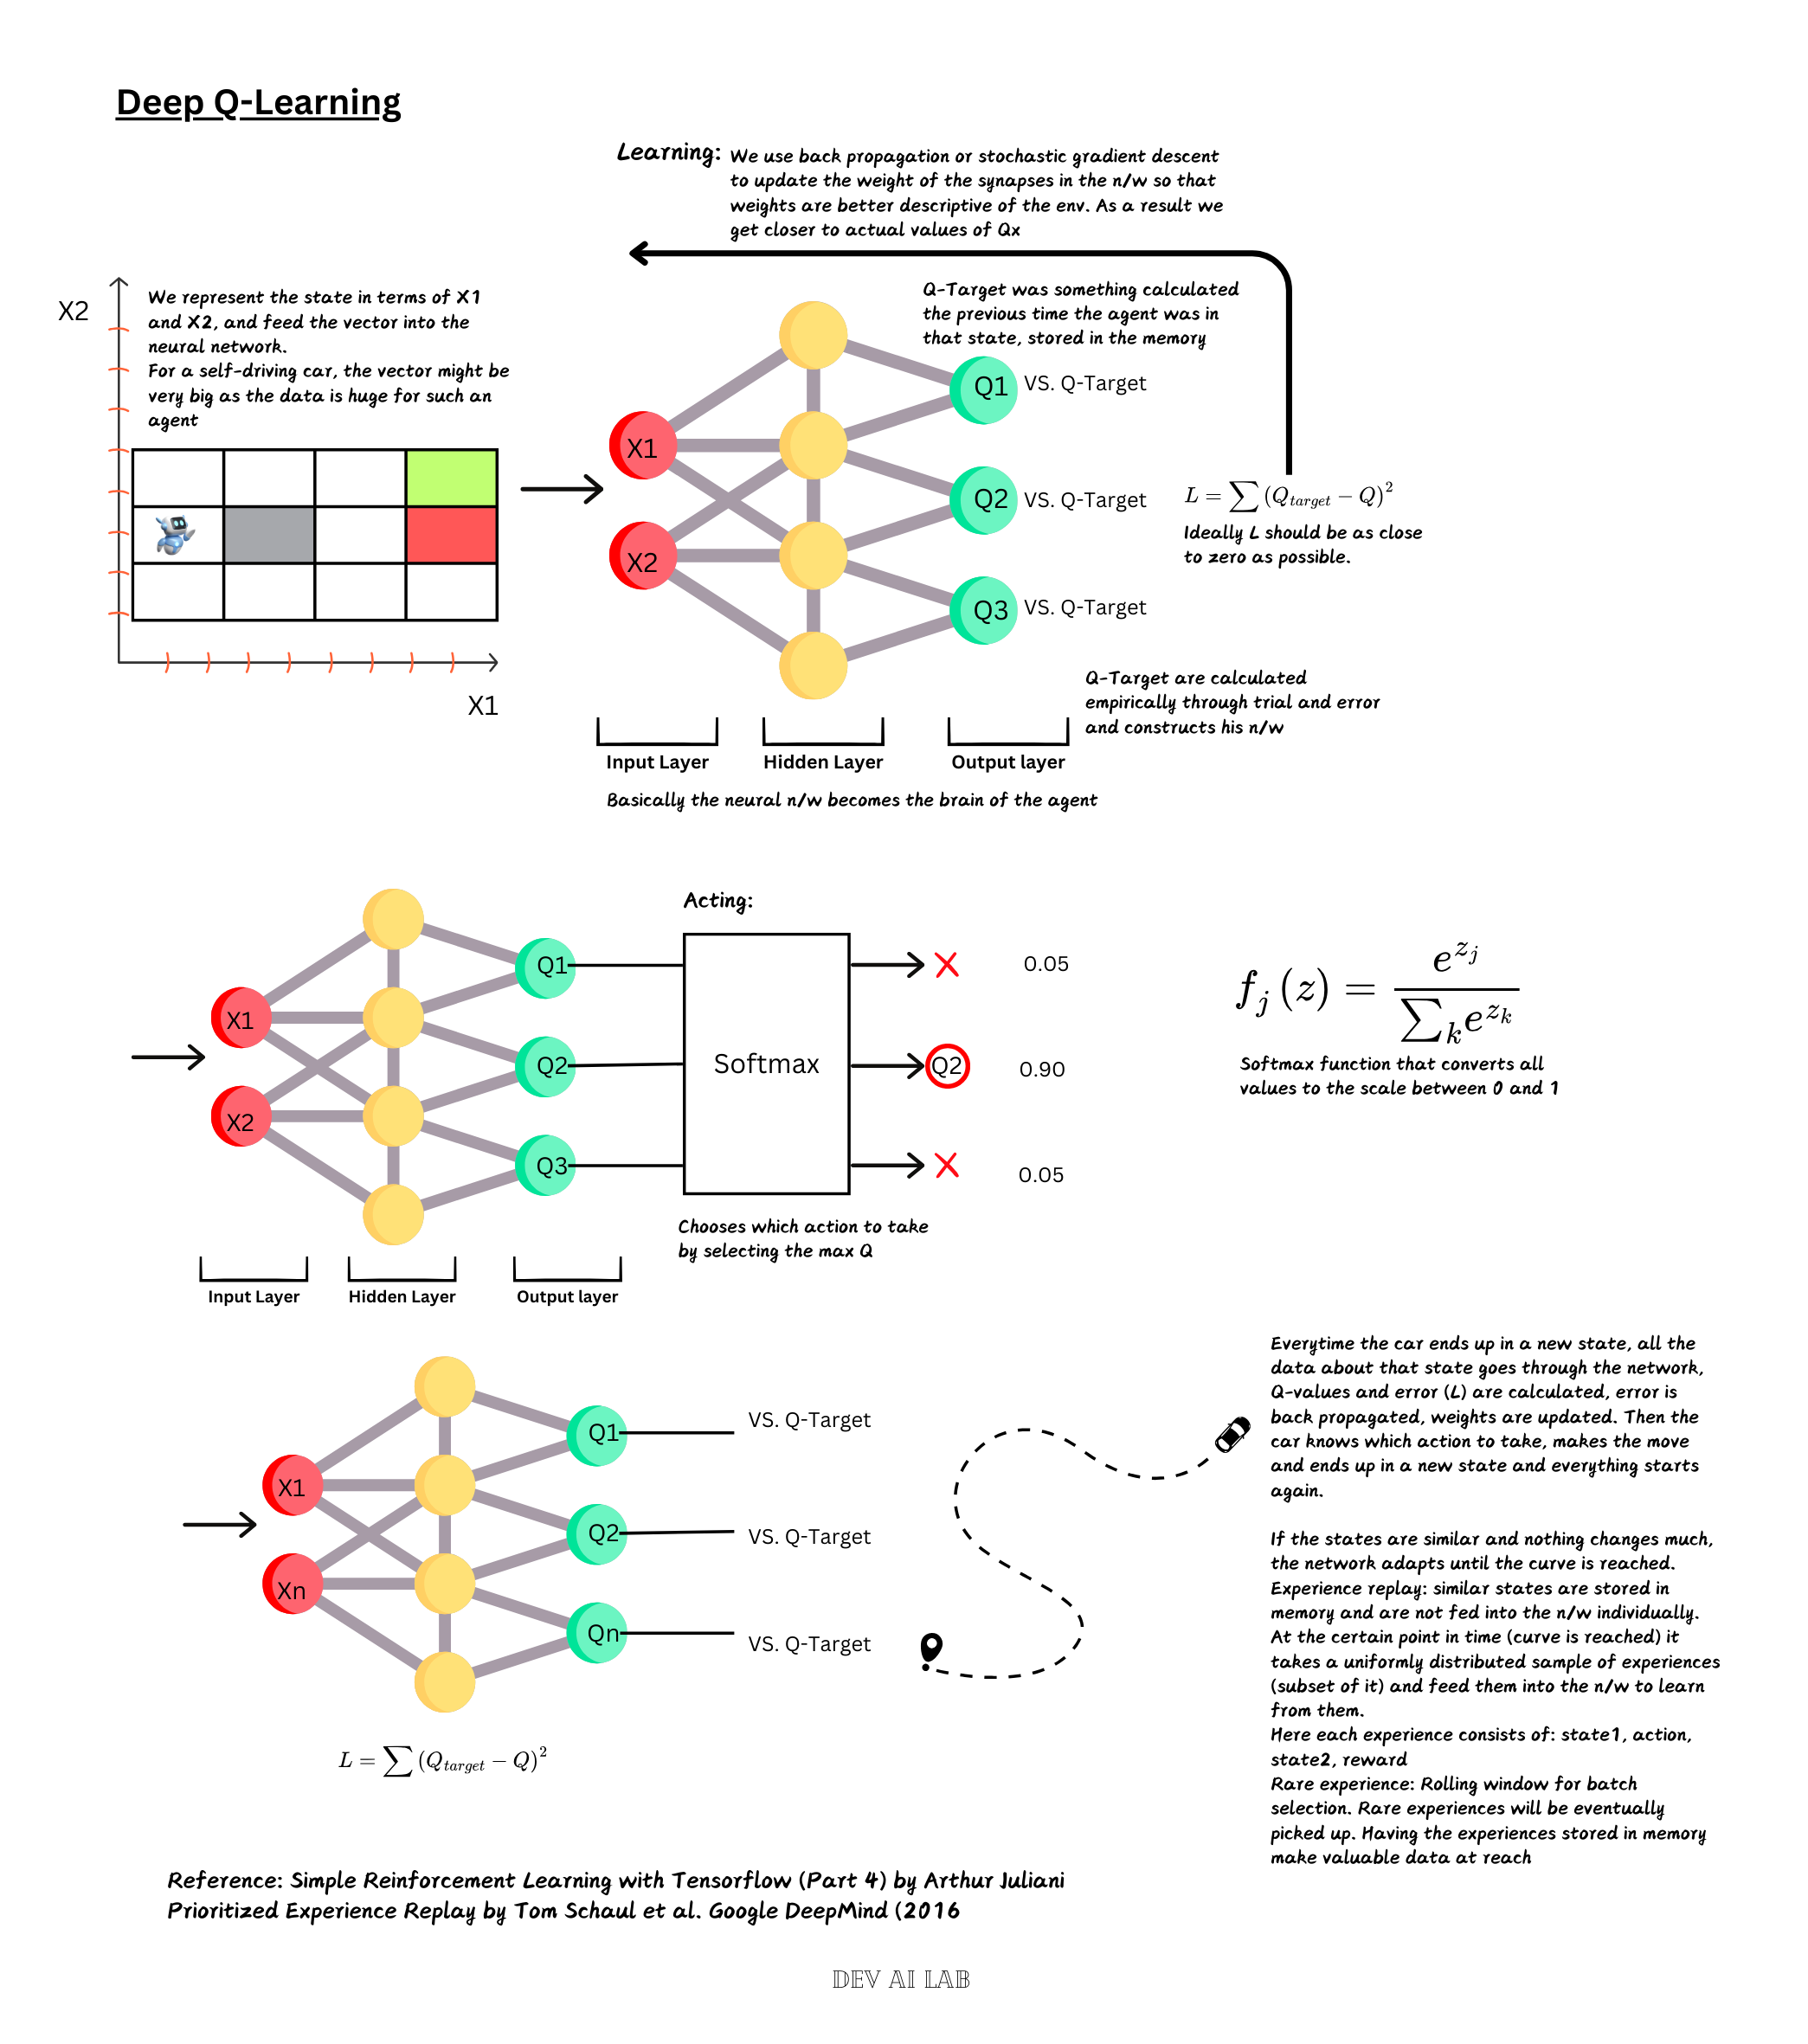 Deep Q-Learning
Learning: We use back propagation or stochastic gradient descent
to update the weight of the synapses in the n/w so that
weights are better descriptive of the env. As a result we
get closer to actual values of Qx
X2
We represent the state in terms of X1
and X2, and feed the vector into the
neural network.
For a self-driving car, the vector might be
very big as the data is huge for such an
agent
X1
Q-Target was something calculated
the previous time the agent was in
that state, stored in the memory
X1
X2
Q1 VS. Q-Target
Q2 VS. Q-Target
Q3 VS. Q-Target
L = ∑ (Q_target − Q)²
Ideally L should be as close
to zero as possible.
Q-Target are calculated
empirically through trial and error
and constructs his n/w
Input Layer
Hidden Layer
Output layer
Basically the neural n/w becomes the brain of the agent
X1
X2
Q1
Q2
Q3
Acting:
Softmax
Q2
0.05
0.90
0.05
Chooses which action to take
by selecting the max Q
f_j (z) = e^{z_j} / ∑_k e^{z_k}
Softmax function that converts all
values to the scale between 0 and 1
Input Layer
Hidden Layer
Output layer
X1
Xn
Q1
Q2
Qn
VS. Q-Target
VS. Q-Target
VS. Q-Target
L = ∑ (Q_target − Q)²
Everytime the car ends up in a new state, all the
data about that state goes through the network,
Q-values and error (L) are calculated, error is
back propagated, weights are updated. Then the
car knows which action to take, makes the move
and ends up in a new state and everything starts
again.
If the states are similar and nothing changes much,
the network adapts until the curve is reached.
Experience replay: similar states are stored in
memory and are not fed into the n/w individually.
At the certain point in time (curve is reached) it
takes a uniformly distributed sample of experiences
(subset of it) and feed them into the n/w to learn
from them.
Here each experience consists of: state1, action,
state2, reward
Rare experience: Rolling window for batch
selection. Rare experiences will be eventually
picked up. Having the experiences stored in memory
make valuable data at reach
Reference: Simple Reinforcement Learning with Tensorflow (Part 4) by Arthur Juliani
Prioritized Experience Replay by Tom Schaul et al. Google DeepMind (2016
DEV AI LAB